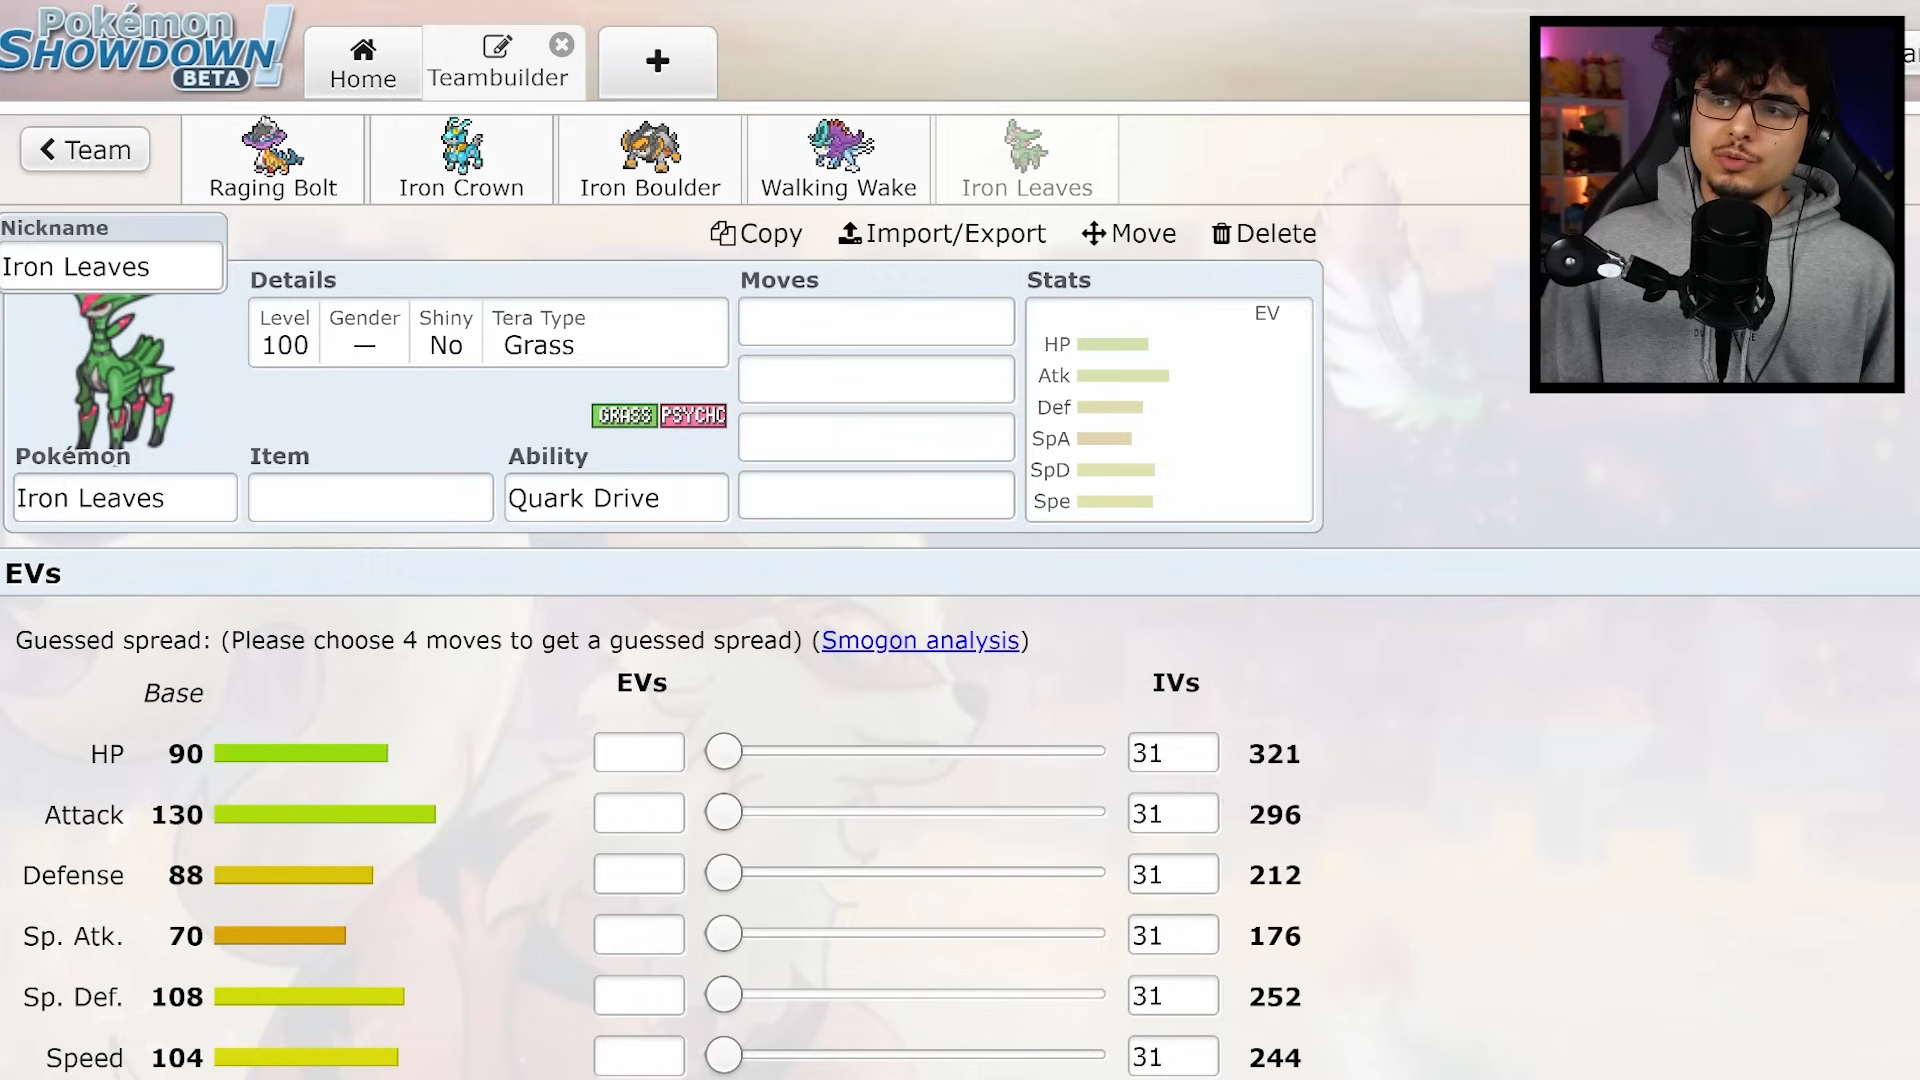 Pokémon
SHOWDOWN!
BETA
Home
Teambuilder
Team
Raging Bolt
Iron Crown
Iron Boulder
Walking Wake
Iron Leaves
Nickname
Iron Leaves
Copy
Import/Export
Move
Delete
Details
Moves
Stats
Level
Gender
Shiny
Tera Type
100
—
No
Grass
EV
HP
Atk
Def
SpA
SpD
Spe
GRASS
PSYCHC
Pokémon
Item
Ability
Iron Leaves
Quark Drive
EVs
Guessed spread: (Please choose 4 moves to get a guessed spread) (Smogon analysis)
Base
EVs
IVs
HP 90 31 321
Attack 130 31 296
Defense 88 31 212
Sp. Atk. 70 31 176
Sp. Def. 108 31 252
Speed 104 31 244